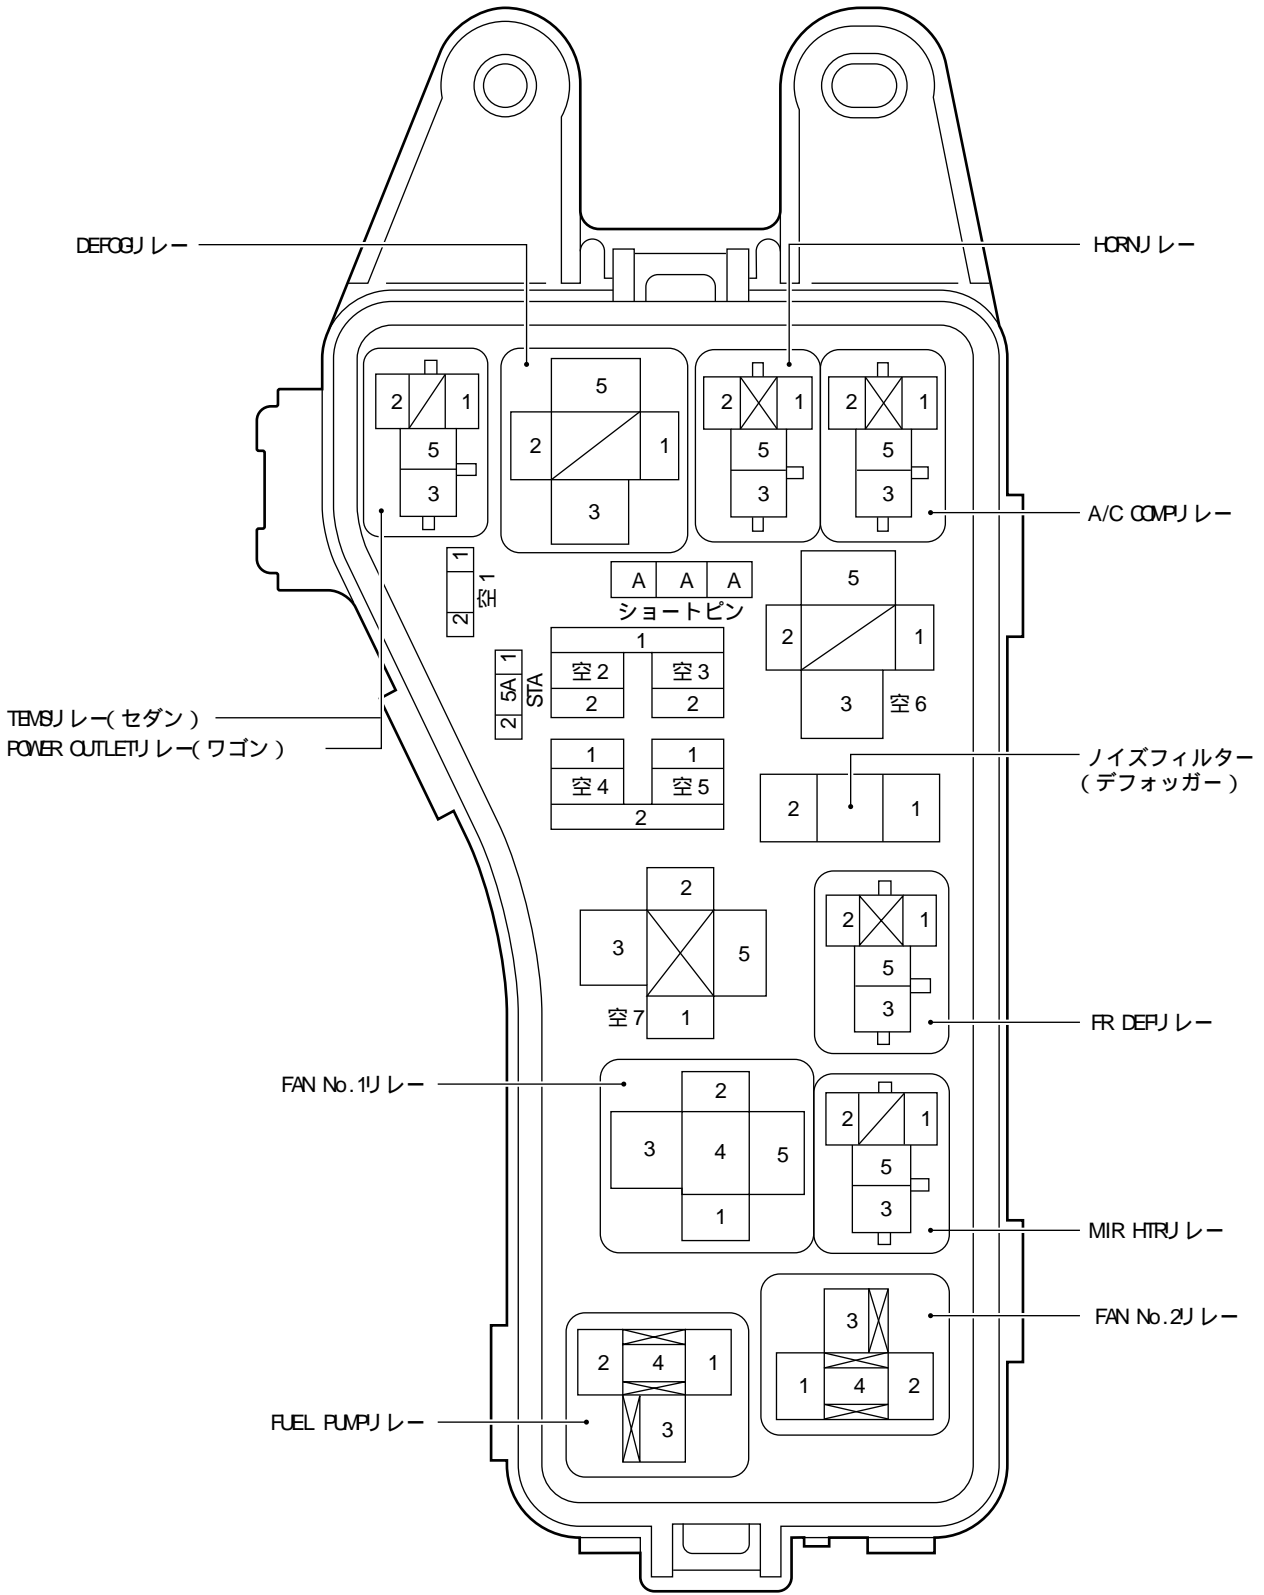 DEFOGリレー
HORNリレー
2 1
5
3
5
2 1
3
2 1
5
3
2 1
5
3
A/C COMPリレー
1
2
空1
A A A
ショートピン
5
2 1
3
空6
1
5A
2
STA
1
空2 空3
2 2
1 1
空4 空5
2
TEMSリレー(セダン)
POWER OUTLETリレー(ワゴン)
ノイズフィルター
(デフォッガー)
2 1
2
3 5
1
空7
2 1
5
3
FR DEFリレー
FAN No.1リレー
2
3 4 5
1
2 1
5
3
MIR HTRリレー
FAN No.2リレー
3
1 4 2
2 4 1
3
FUEL PUMPリレー